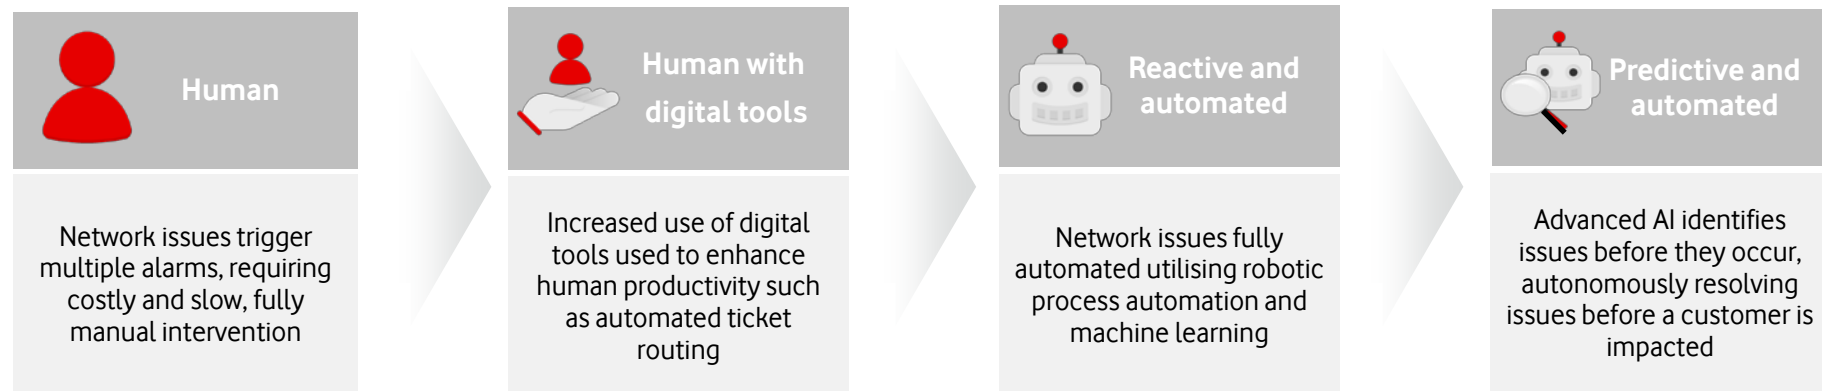 Human
Network issues trigger
multiple alarms, requiring
costly and slow, fully
manual intervention
Human with
digital tools
Increased use of digital
tools used to enhance
human productivity such
as automated ticket
routing
Reactive and
automated
Network issues fully
automated utilising robotic
process automation and
machine learning
Predictive and
automated
Advanced AI identifies
issues before they occur,
autonomously resolving
issues before a customer is
impacted